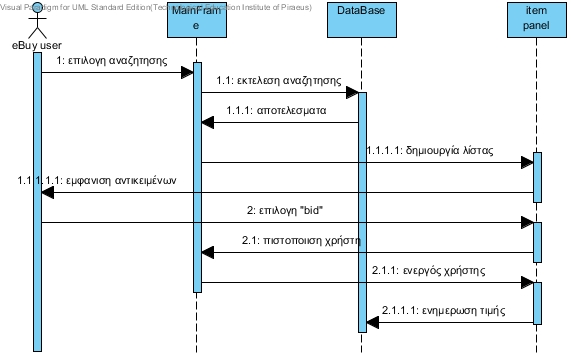 Visual Paradigm for UML Standard Edition(Technological Education Institute of Piraeus)
eBuy user
MainFram
e
DataBase
item
panel
1: επιλογη αναζητησης
1.1: εκτελεση αναζητησης
1.1.1: αποτελεσματα
1.1.1.1: δημιουργία λίστας
1.1.1.1.1: εμφανιση αντικειμένων
2: επιλογη "bid"
2.1: πιστοποιιση χρήστη
2.1.1: ενεργός χρήστης
2.1.1.1: ενημερωση τιμής